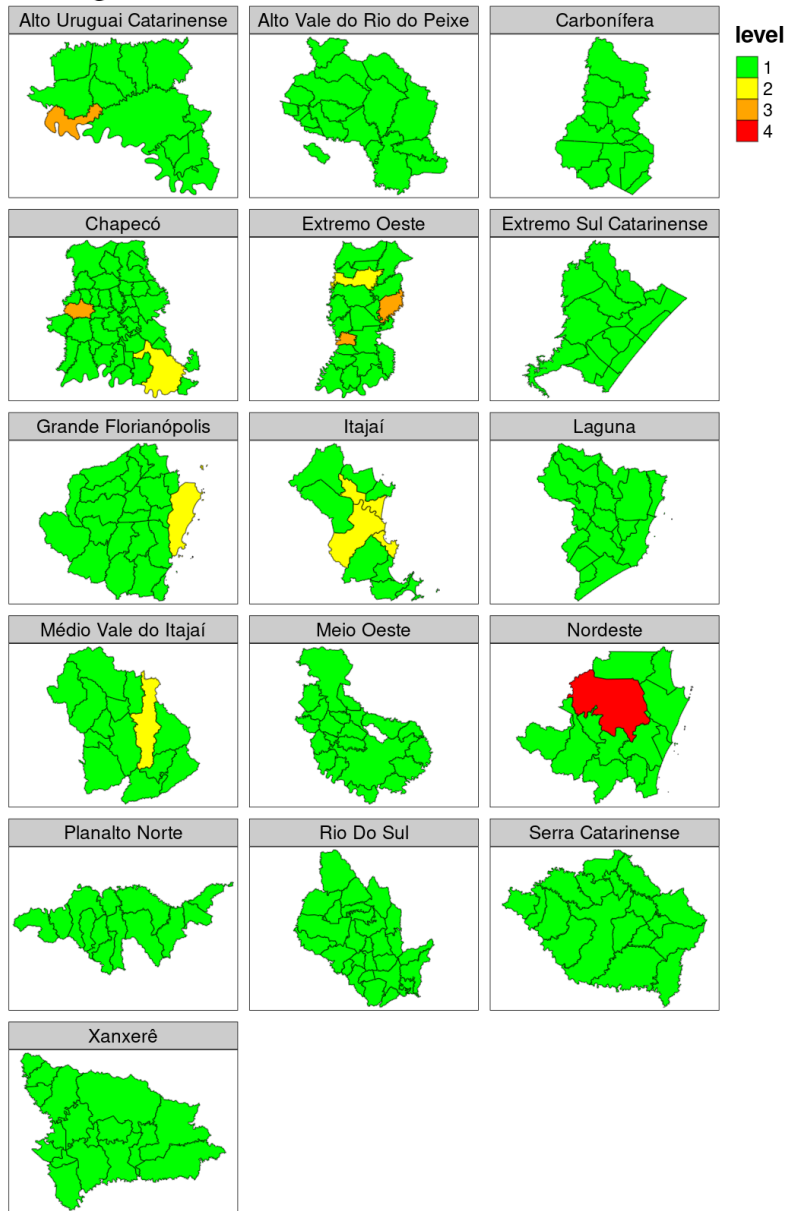 Alto Uruguai Catarinense
Alto Vale do Rio do Peixe
Carbonífera
level
1
2
3
4
Chapecó
Extremo Oeste
Extremo Sul Catarinense
Grande Florianópolis
Itajaí
Laguna
Médio Vale do Itajaí
Meio Oeste
Nordeste
Planalto Norte
Rio Do Sul
Serra Catarinense
Xanxerê